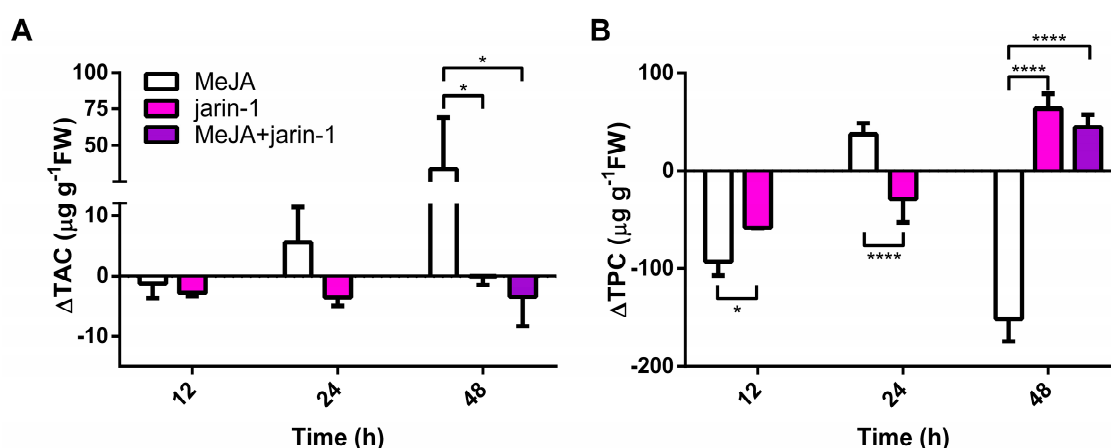 A
ΔTAC (µg g⁻¹FW)
100
75
50
10
0
-10
MeJA
jarin-1
MeJA+jarin-1
*
*
12
24
48
Time (h)
B
ΔTPC (µg g⁻¹FW)
100
0
-100
-200
*
****
****
****
12
24
48
Time (h)